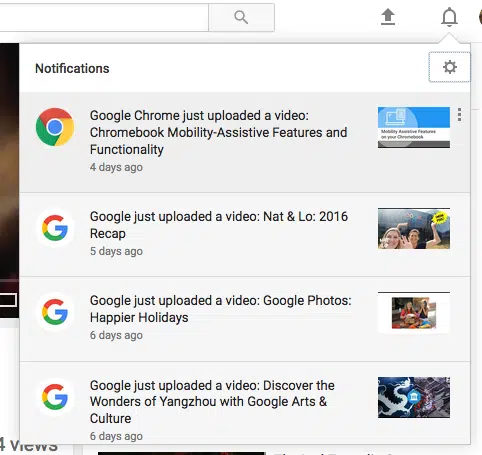 Notifications
Google Chrome just uploaded a video:
Chromebook Mobility-Assistive Features and
Functionality
4 days ago
Mobility Assistive Features
on your Chromebook
Google just uploaded a video: Nat & Lo: 2016
Recap
5 days ago
Google just uploaded a video: Google Photos:
Happier Holidays
6 days ago
Google just uploaded a video: Discover the
Wonders of Yangzhou with Google Arts &
Culture
6 days ago
4 views